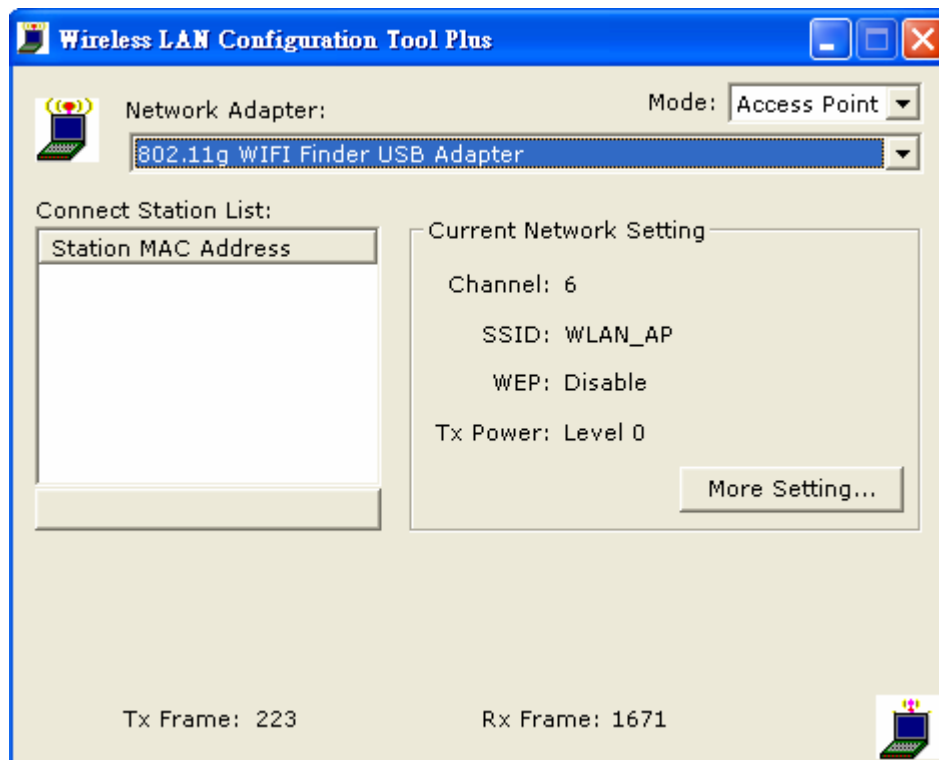 Wireless LAN Configuration Tool Plus
Network Adapter:
Mode: Access Point
802.11g WIFI Finder USB Adapter
Connect Station List:
Station MAC Address
Current Network Setting
Channel: 6
SSID: WLAN_AP
WEP: Disable
Tx Power: Level 0
More Setting...
Tx Frame: 223
Rx Frame: 1671